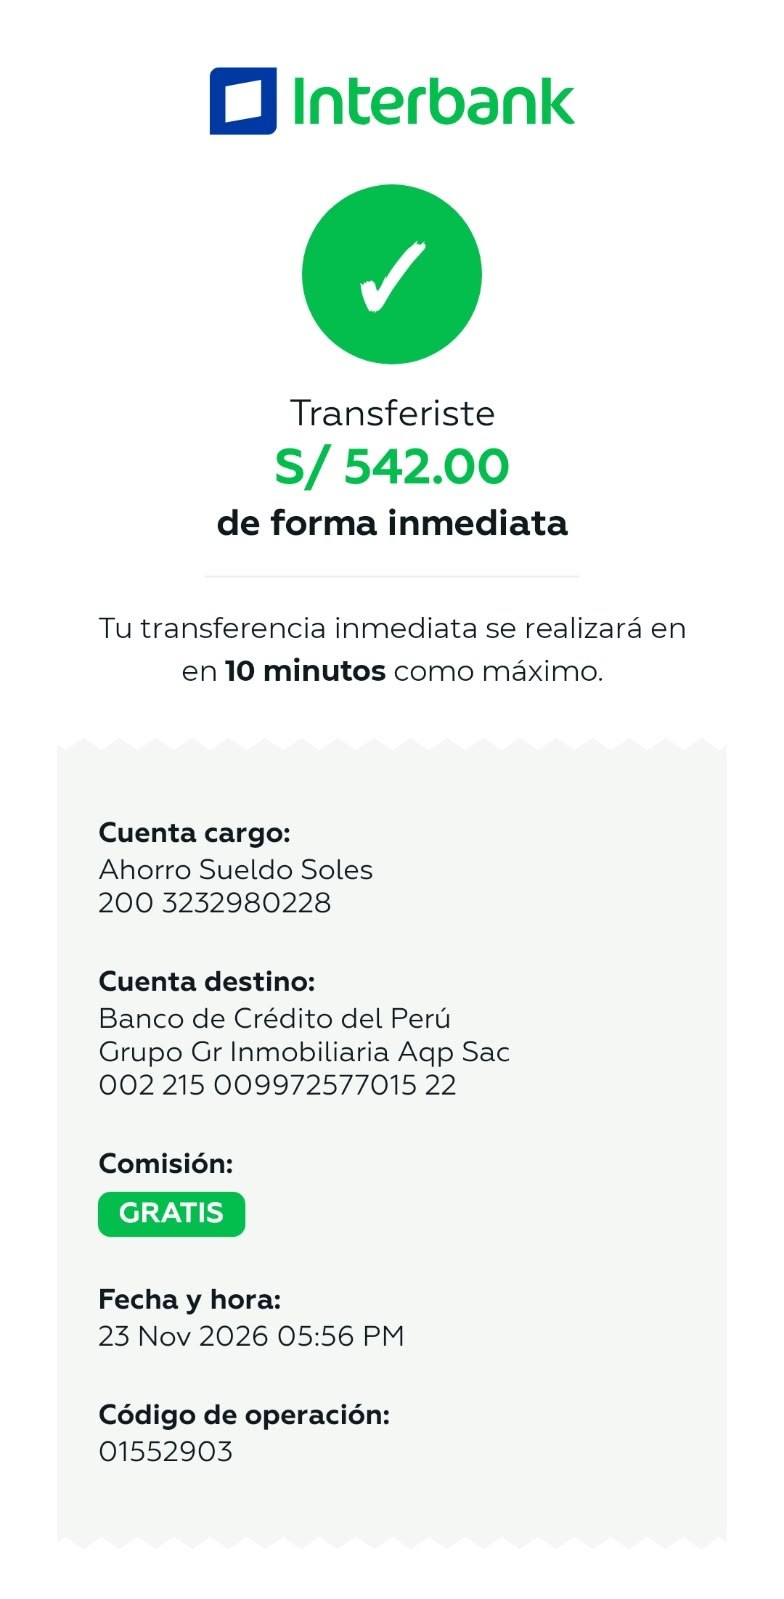 Interbank
Transferiste
S/ 542.00
de forma inmediata
Tu transferencia inmediata se realizará en
en 10 minutos como máximo.
Cuenta cargo:
Ahorro Sueldo Soles
200 3232980228
Cuenta destino:
Banco de Crédito del Perú
Grupo Gr Inmobiliaria Aqp Sac
002 215 009972577015 22
Comisión:
GRATIS
Fecha y hora:
23 Nov 2026 05:56 PM
Código de operación:
01552903